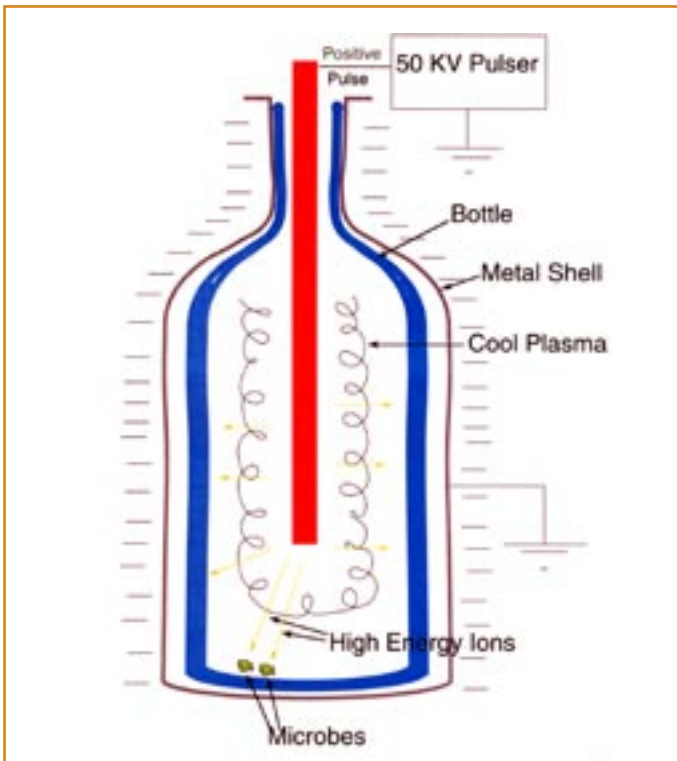 Positive
Pulse
50 KV Pulser
Bottle
Metal Shell
Cool Plasma
High Energy Ions
Microbes